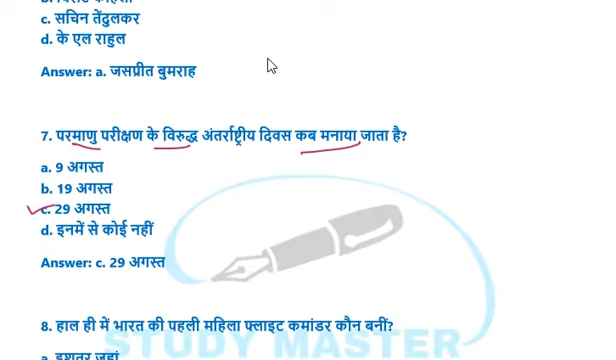 c. सचिन तेंदुलकर
d. के एल राहुल
Answer: a. जसप्रीत बुमराह
7. परमाणु परीक्षण के विरुद्ध अंतर्राष्ट्रीय दिवस कब मनाया जाता है?
a. 9 अगस्त
b. 19 अगस्त
c. 29 अगस्त
d. इनमें से कोई नहीं
Answer: c. 29 अगस्त
8. हाल ही में भारत की पहली महिला फ्लाइट कमांडर कौन बनीं?
STUDY MASTER